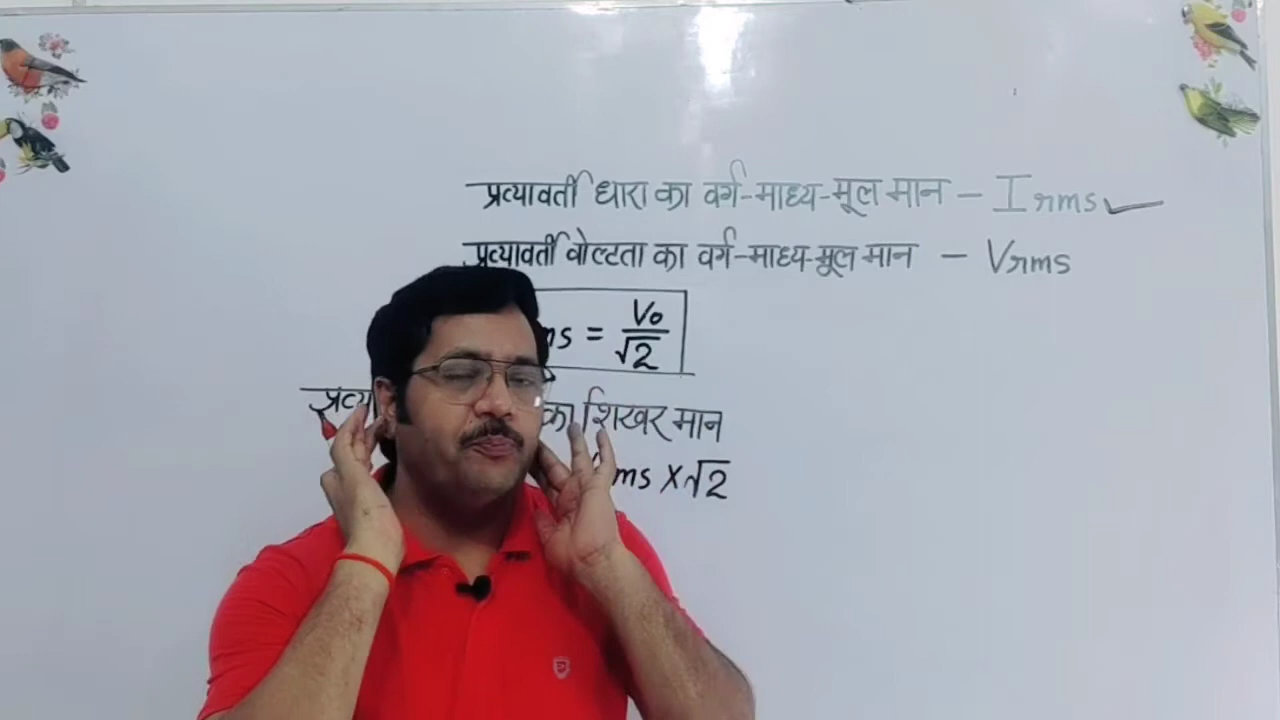 प्रत्यावर्ती धारा का वर्ग-माध्य-मूल मान - Irms
प्रत्यावर्ती वोल्टता का वर्ग-माध्य-मूल मान - Vrms
ms = V₀/√2
का शिखर मान
ms ×√2